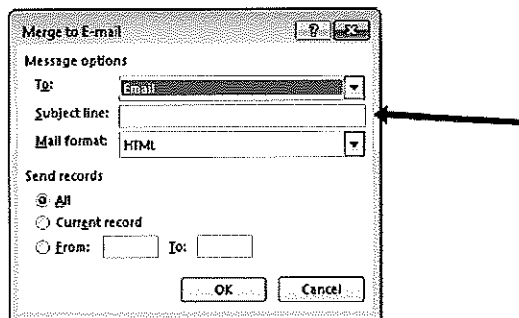 Merge to E-mail
Message options
To: Email
Subject line:
Mail format: HTML
Send records
All
Current record
From: To:
OK Cancel